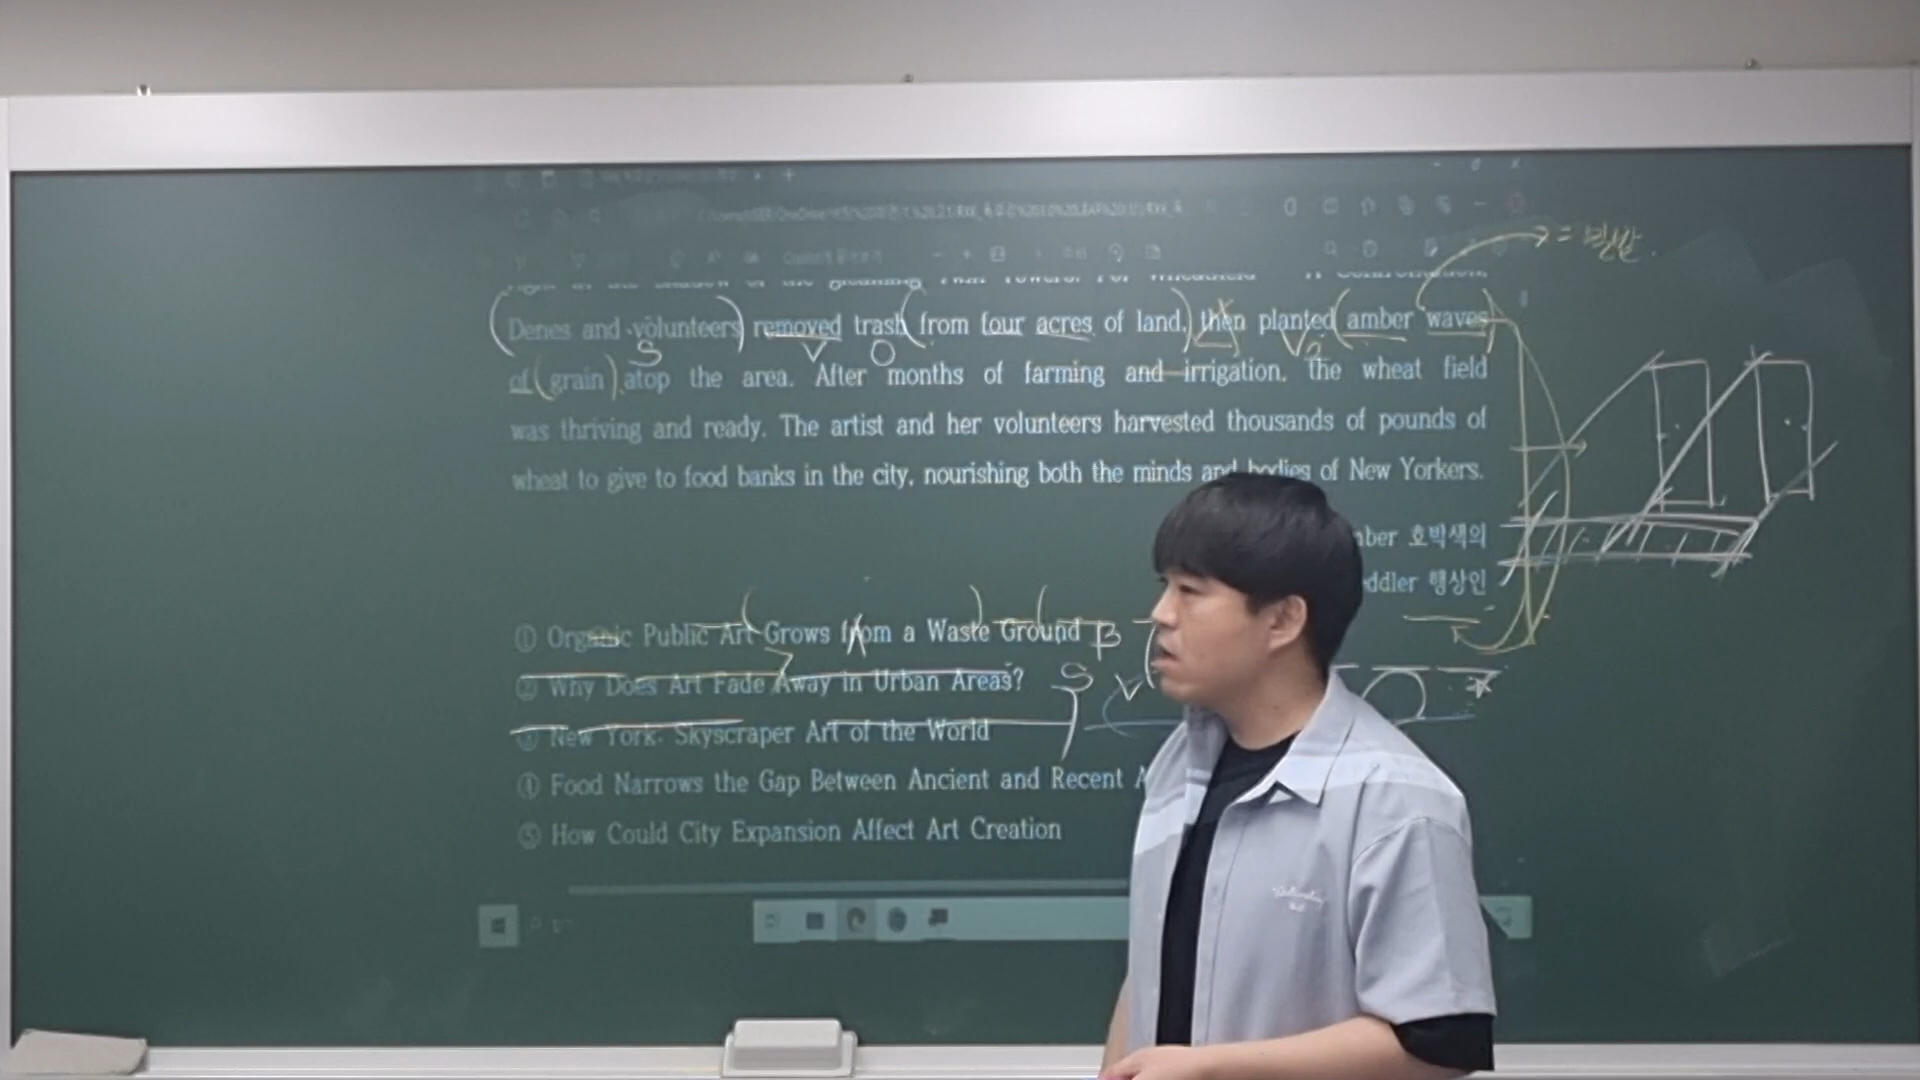 = 밀밭.
Denes and volunteers removed trash from four acres of land, then planted amber waves
S V O V2
of grain atop the area. After months of farming and irrigation, the wheat field
was thriving and ready. The artist and her volunteers harvested thousands of pounds of
wheat to give to food banks in the city, nourishing both the minds and bodies of New Yorkers.
호박색의
행상인
① Organic Public Art Grows from a Waste Ground
② Why Does Art Fade Away in Urban Areas?
S V
③ New York: Skyscraper Art of the World
④ Food Narrows the Gap Between Ancient and Recent
⑤ How Could City Expansion Affect Art Creation